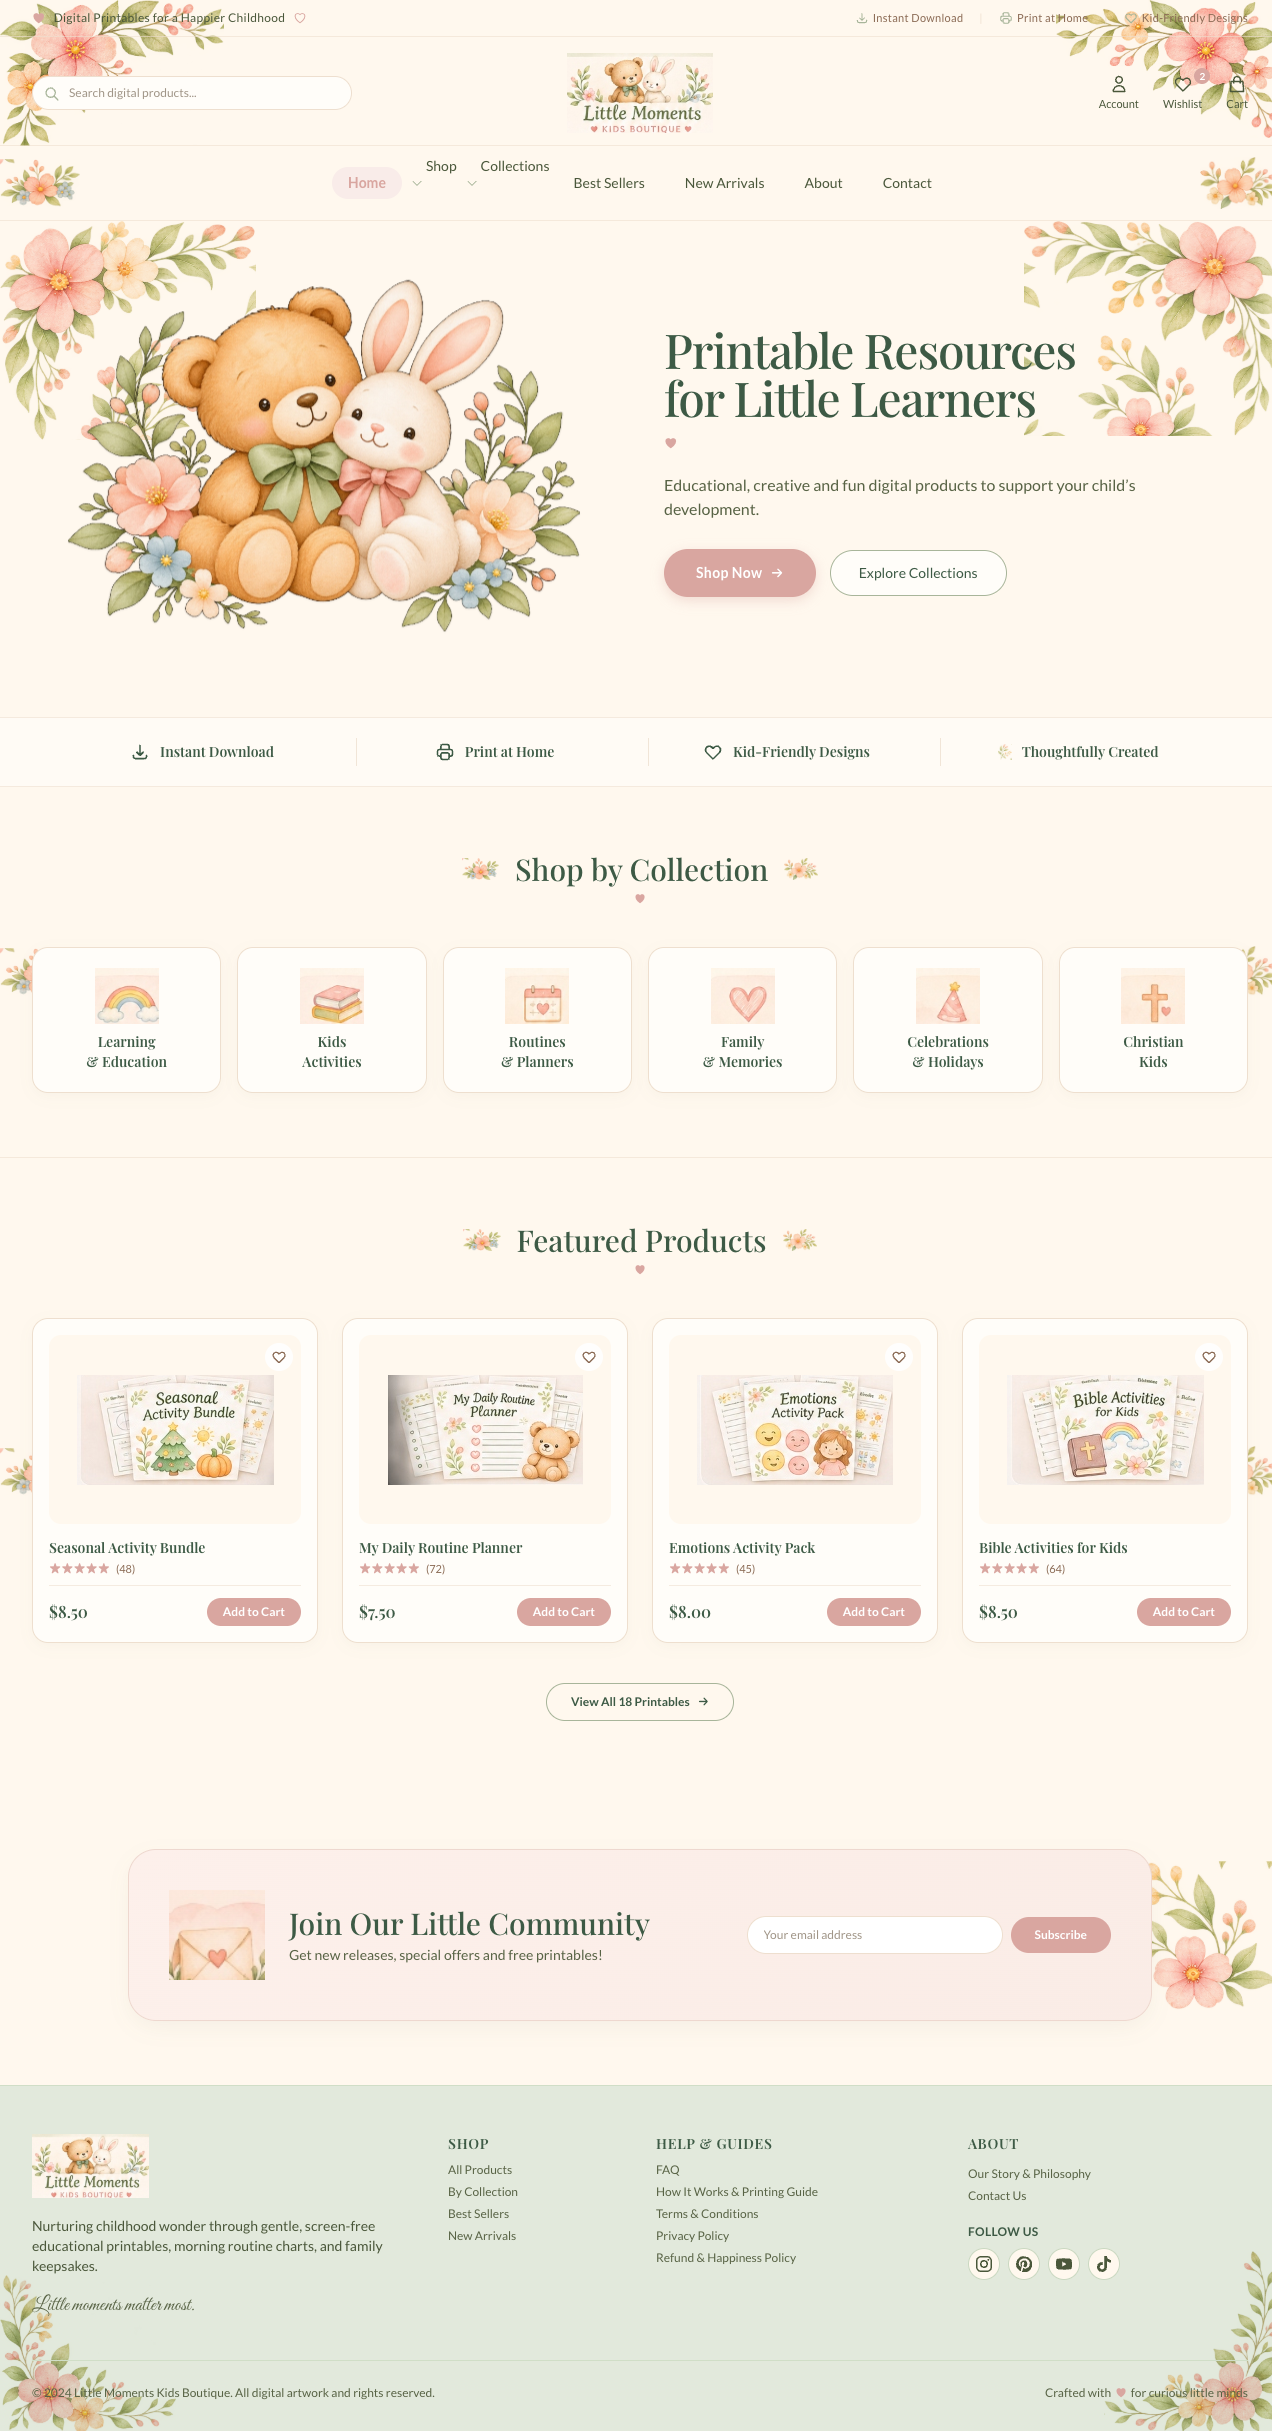 Digital Printables for a Happier Childhood
Instant Download
Print at Home
Kid-Friendly Designs
Search digital products...
Little Moments
KIDS BOUTIQUE
Account
Wishlist
2
Cart
Home
Shop
Collections
Best Sellers
New Arrivals
About
Contact
Printable Resources
for Little Learners
Educational, creative and fun digital products to support your child's
development.
Shop Now
Explore Collections
Instant Download
Print at Home
Kid-Friendly Designs
Thoughtfully Created
Shop by Collection
Learning
& Education
Kids
Activities
Routines
& Planners
Family
& Memories
Celebrations
& Holidays
Christian
Kids
Featured Products
Seasonal
Activity Bundle
Seasonal Activity Bundle
(48)
$8.50
Add to Cart
My Daily Routine
Planner
My Daily Routine Planner
(72)
$7.50
Add to Cart
Emotions
Activity Pack
Emotions Activity Pack
(45)
$8.00
Add to Cart
Bible Activities
for Kids
Bible Activities for Kids
(64)
$8.50
Add to Cart
View All 18 Printables
Join Our Little Community
Get new releases, special offers and free printables!
Your email address
Subscribe
Little Moments
KIDS BOUTIQUE
Nurturing childhood wonder through gentle, screen-free
educational printables, morning routine charts, and family
keepsakes.
Little moments matter most.
SHOP
All Products
By Collection
Best Sellers
New Arrivals
HELP & GUIDES
FAQ
How It Works & Printing Guide
Terms & Conditions
Privacy Policy
Refund & Happiness Policy
ABOUT
Our Story & Philosophy
Contact Us
FOLLOW US
© 2024 Little Moments Kids Boutique. All digital artwork and rights reserved.
Crafted with
for curious little minds